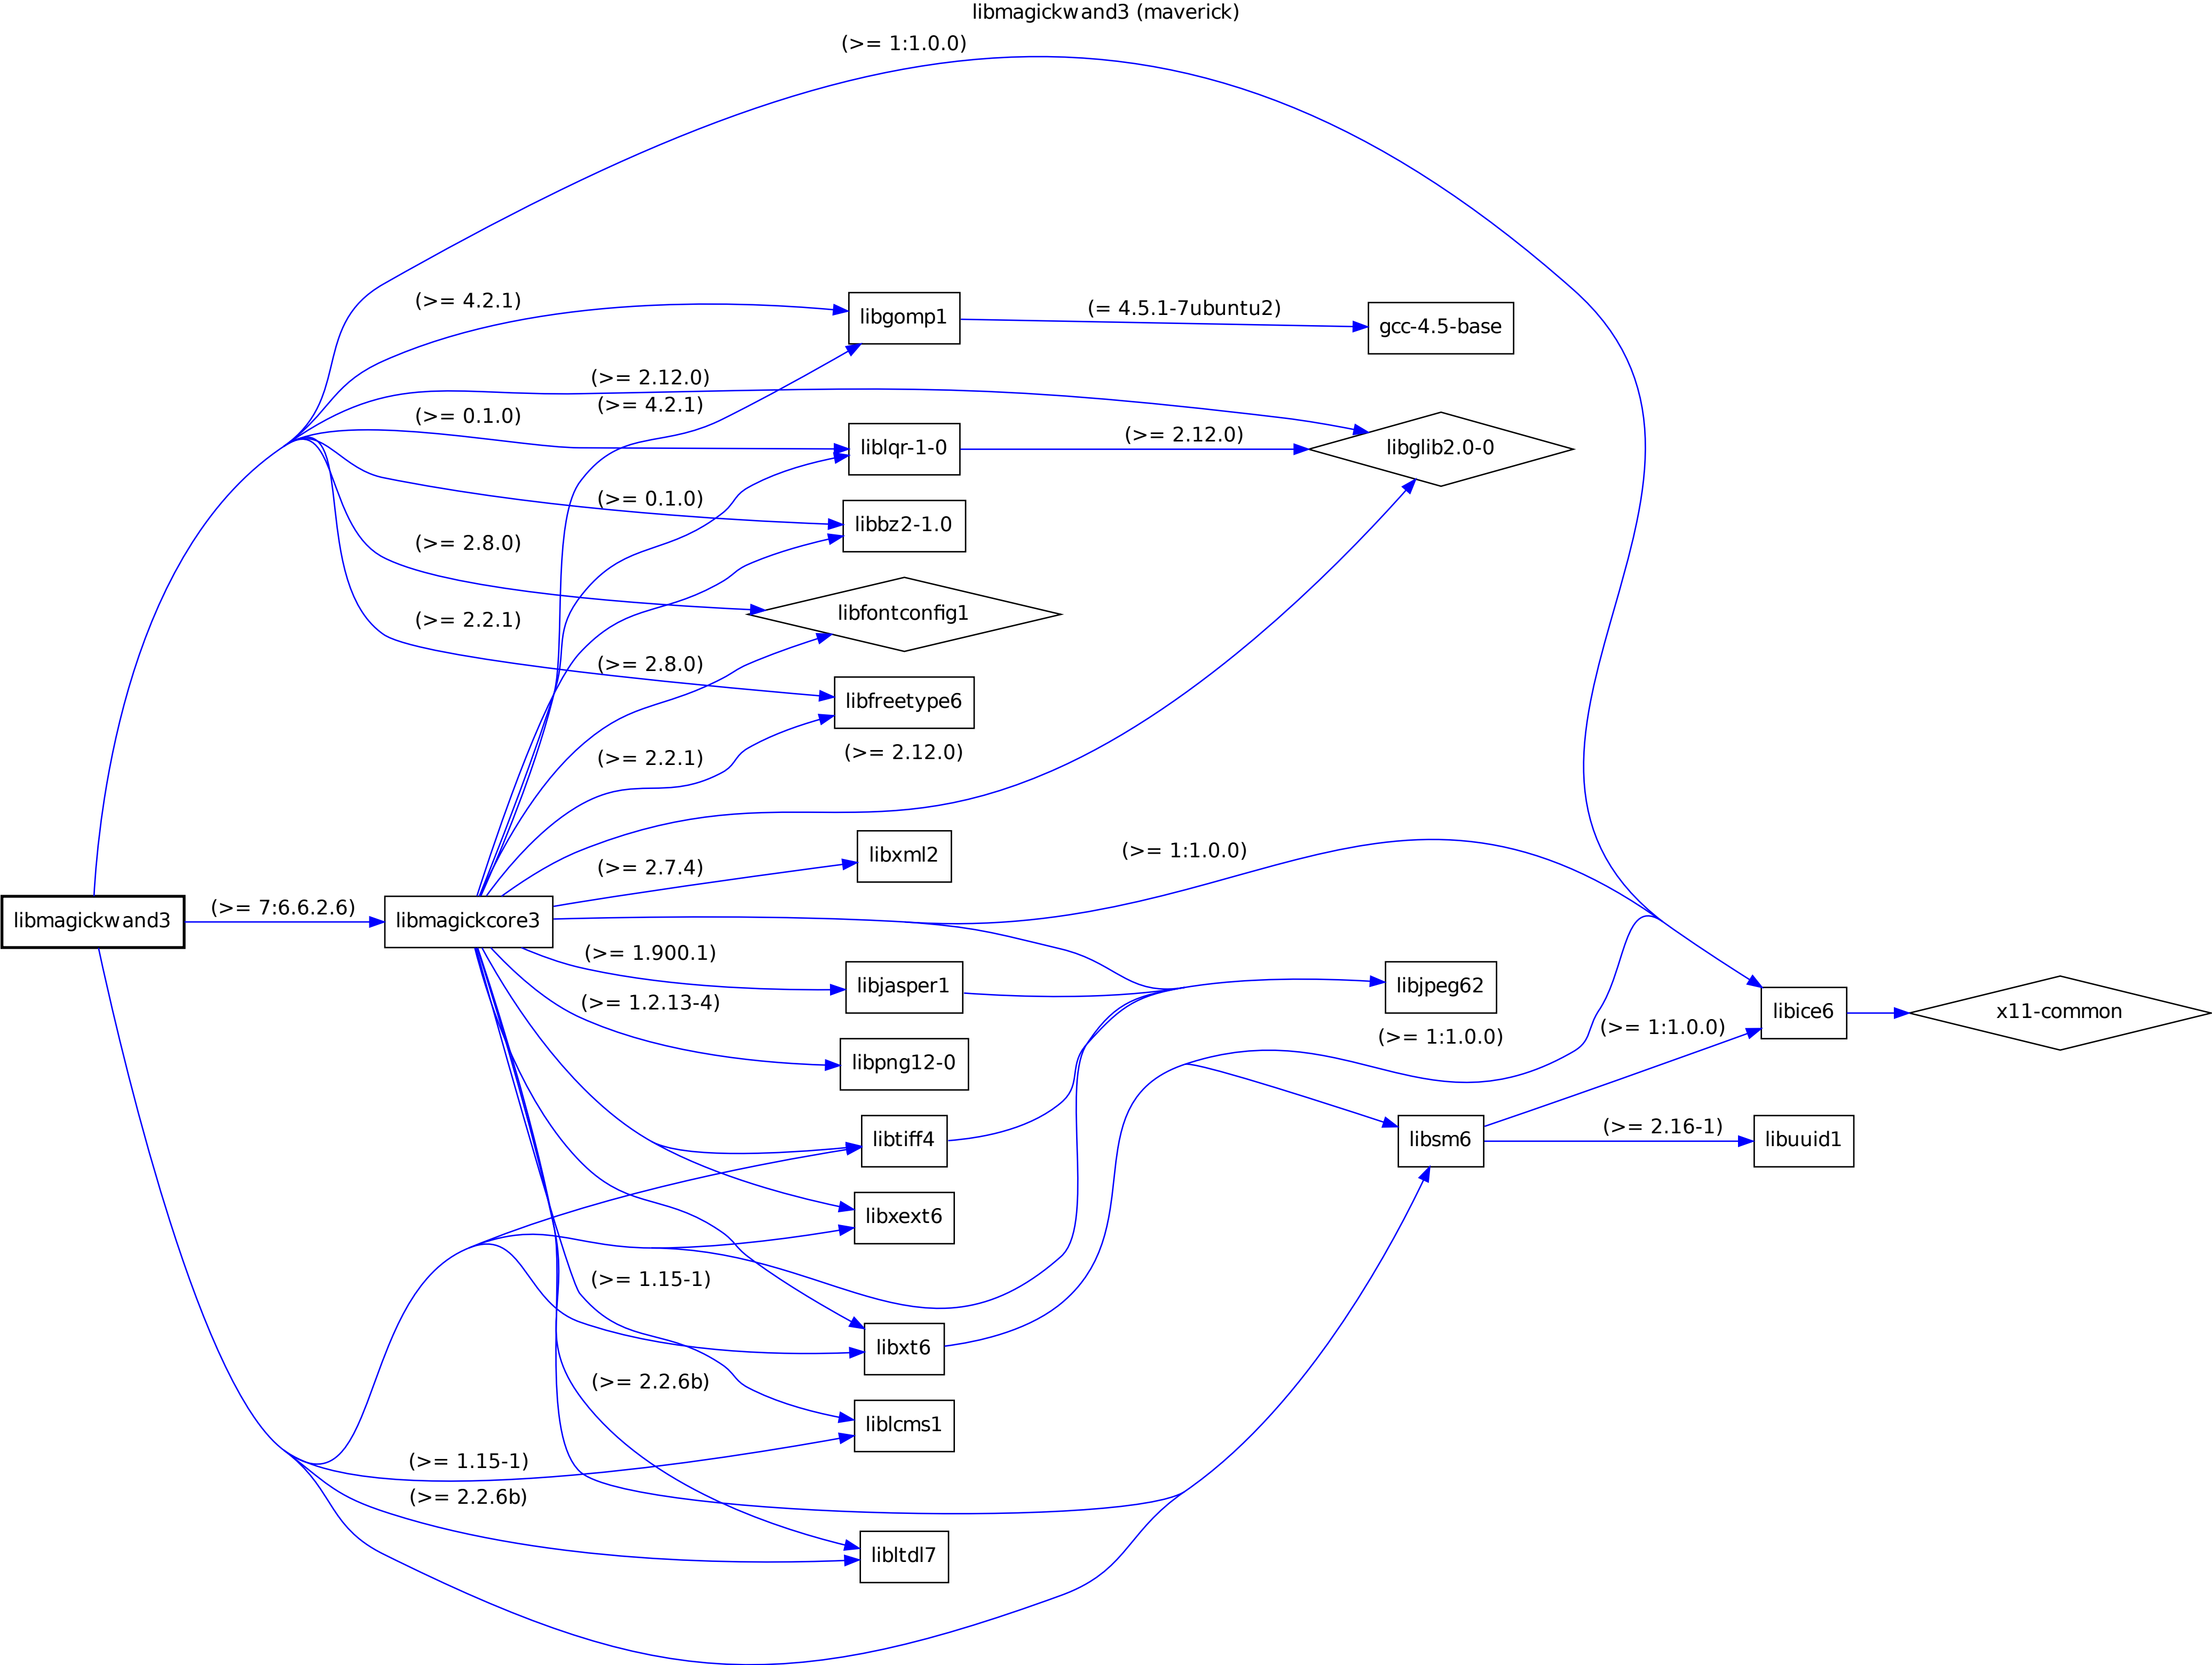 libmagickwand3 (maverick)
(>= 1:1.0.0)
(>= 4.2.1)
libgomp1
(= 4.5.1-7ubuntu2)
gcc-4.5-base
(>= 2.12.0)
(>= 4.2.1)
(>= 0.1.0)
liblqr-1-0
(>= 2.12.0)
libglib2.0-0
(>= 0.1.0)
libbz2-1.0
(>= 2.8.0)
libfontconfig1
(>= 2.2.1)
(>= 2.8.0)
libfreetype6
(>= 2.2.1)
(>= 2.12.0)
libxml2
(>= 1:1.0.0)
(>= 2.7.4)
libmagickwand3
(>= 7:6.6.2.6)
libmagickcore3
(>= 1.900.1)
libjasper1
libjpeg62
(>= 1.2.13-4)
libice6
x11-common
(>= 1:1.0.0)
(>= 1:1.0.0)
libpng12-0
libtiff4
libsm6
(>= 2.16-1)
libuuid1
libxext6
(>= 1.15-1)
libxt6
(>= 2.2.6b)
liblcms1
(>= 1.15-1)
(>= 2.2.6b)
libltdl7